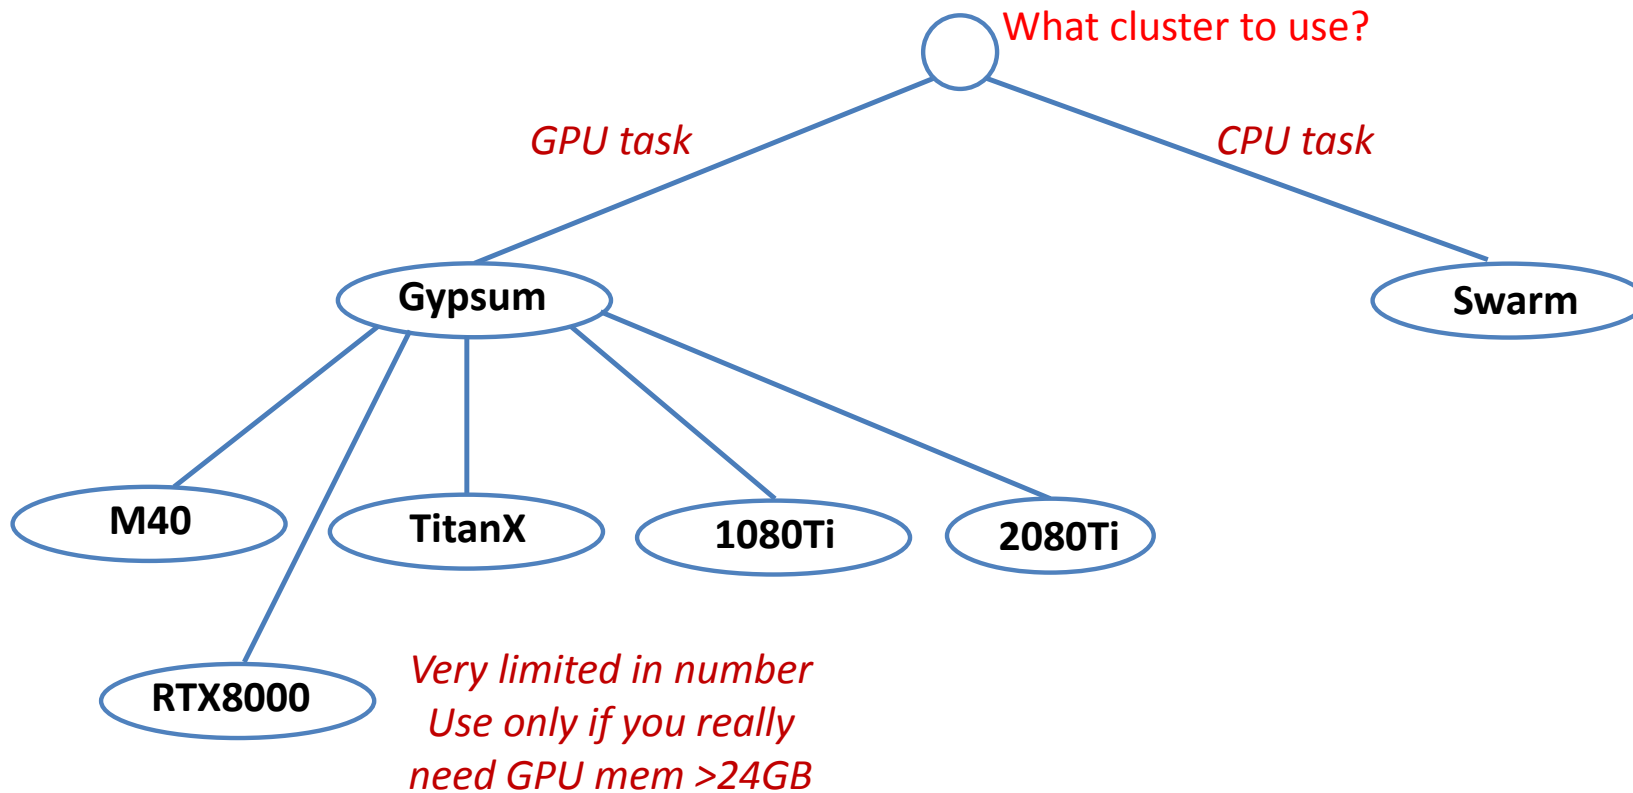 What cluster to use?
GPU task
CPU task
Gypsum
Swarm
M40
TitanX
1080Ti
2080Ti
RTX8000
Very limited in number
Use only if you really
need GPU mem >24GB